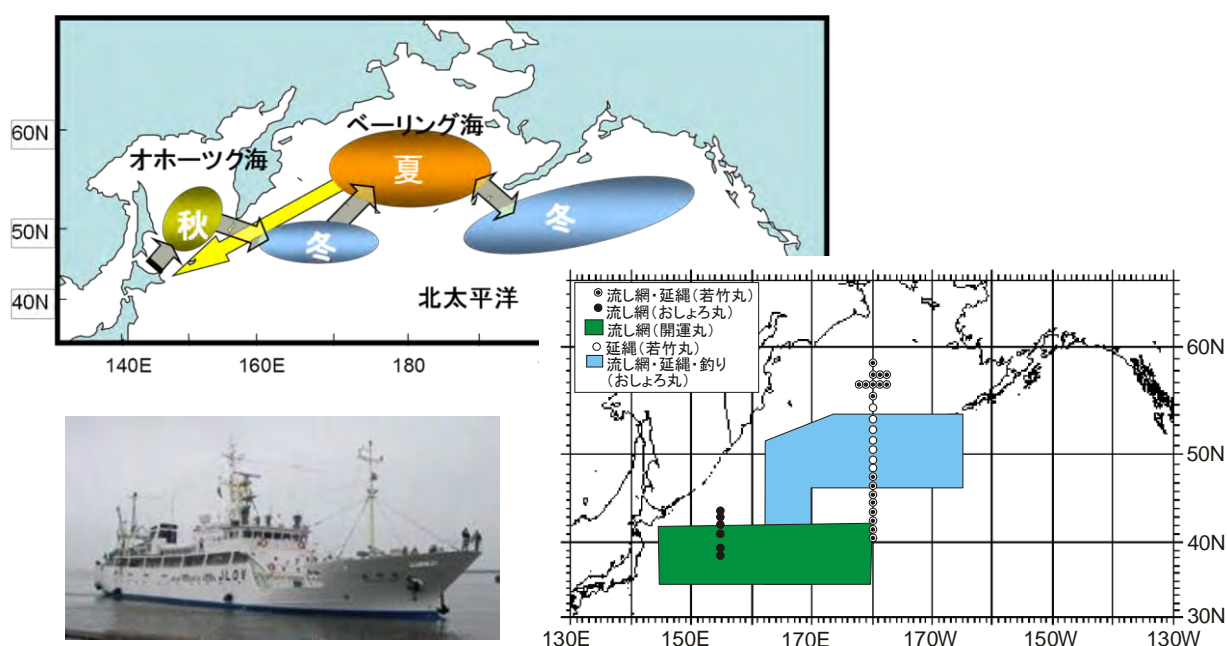 60N
50N
40N
ベーリング海
オホーツク海
夏
秋
冬
冬
北太平洋
140E
160E
180
流し網・延縄(若竹丸)
流し網(おしょろ丸)
流し網(開運丸)
延縄(若竹丸)
流し網・延縄・釣り
(おしょろ丸)
60N
50N
40N
30N
130E
150E
170E
170W
150W
130W
JLOV